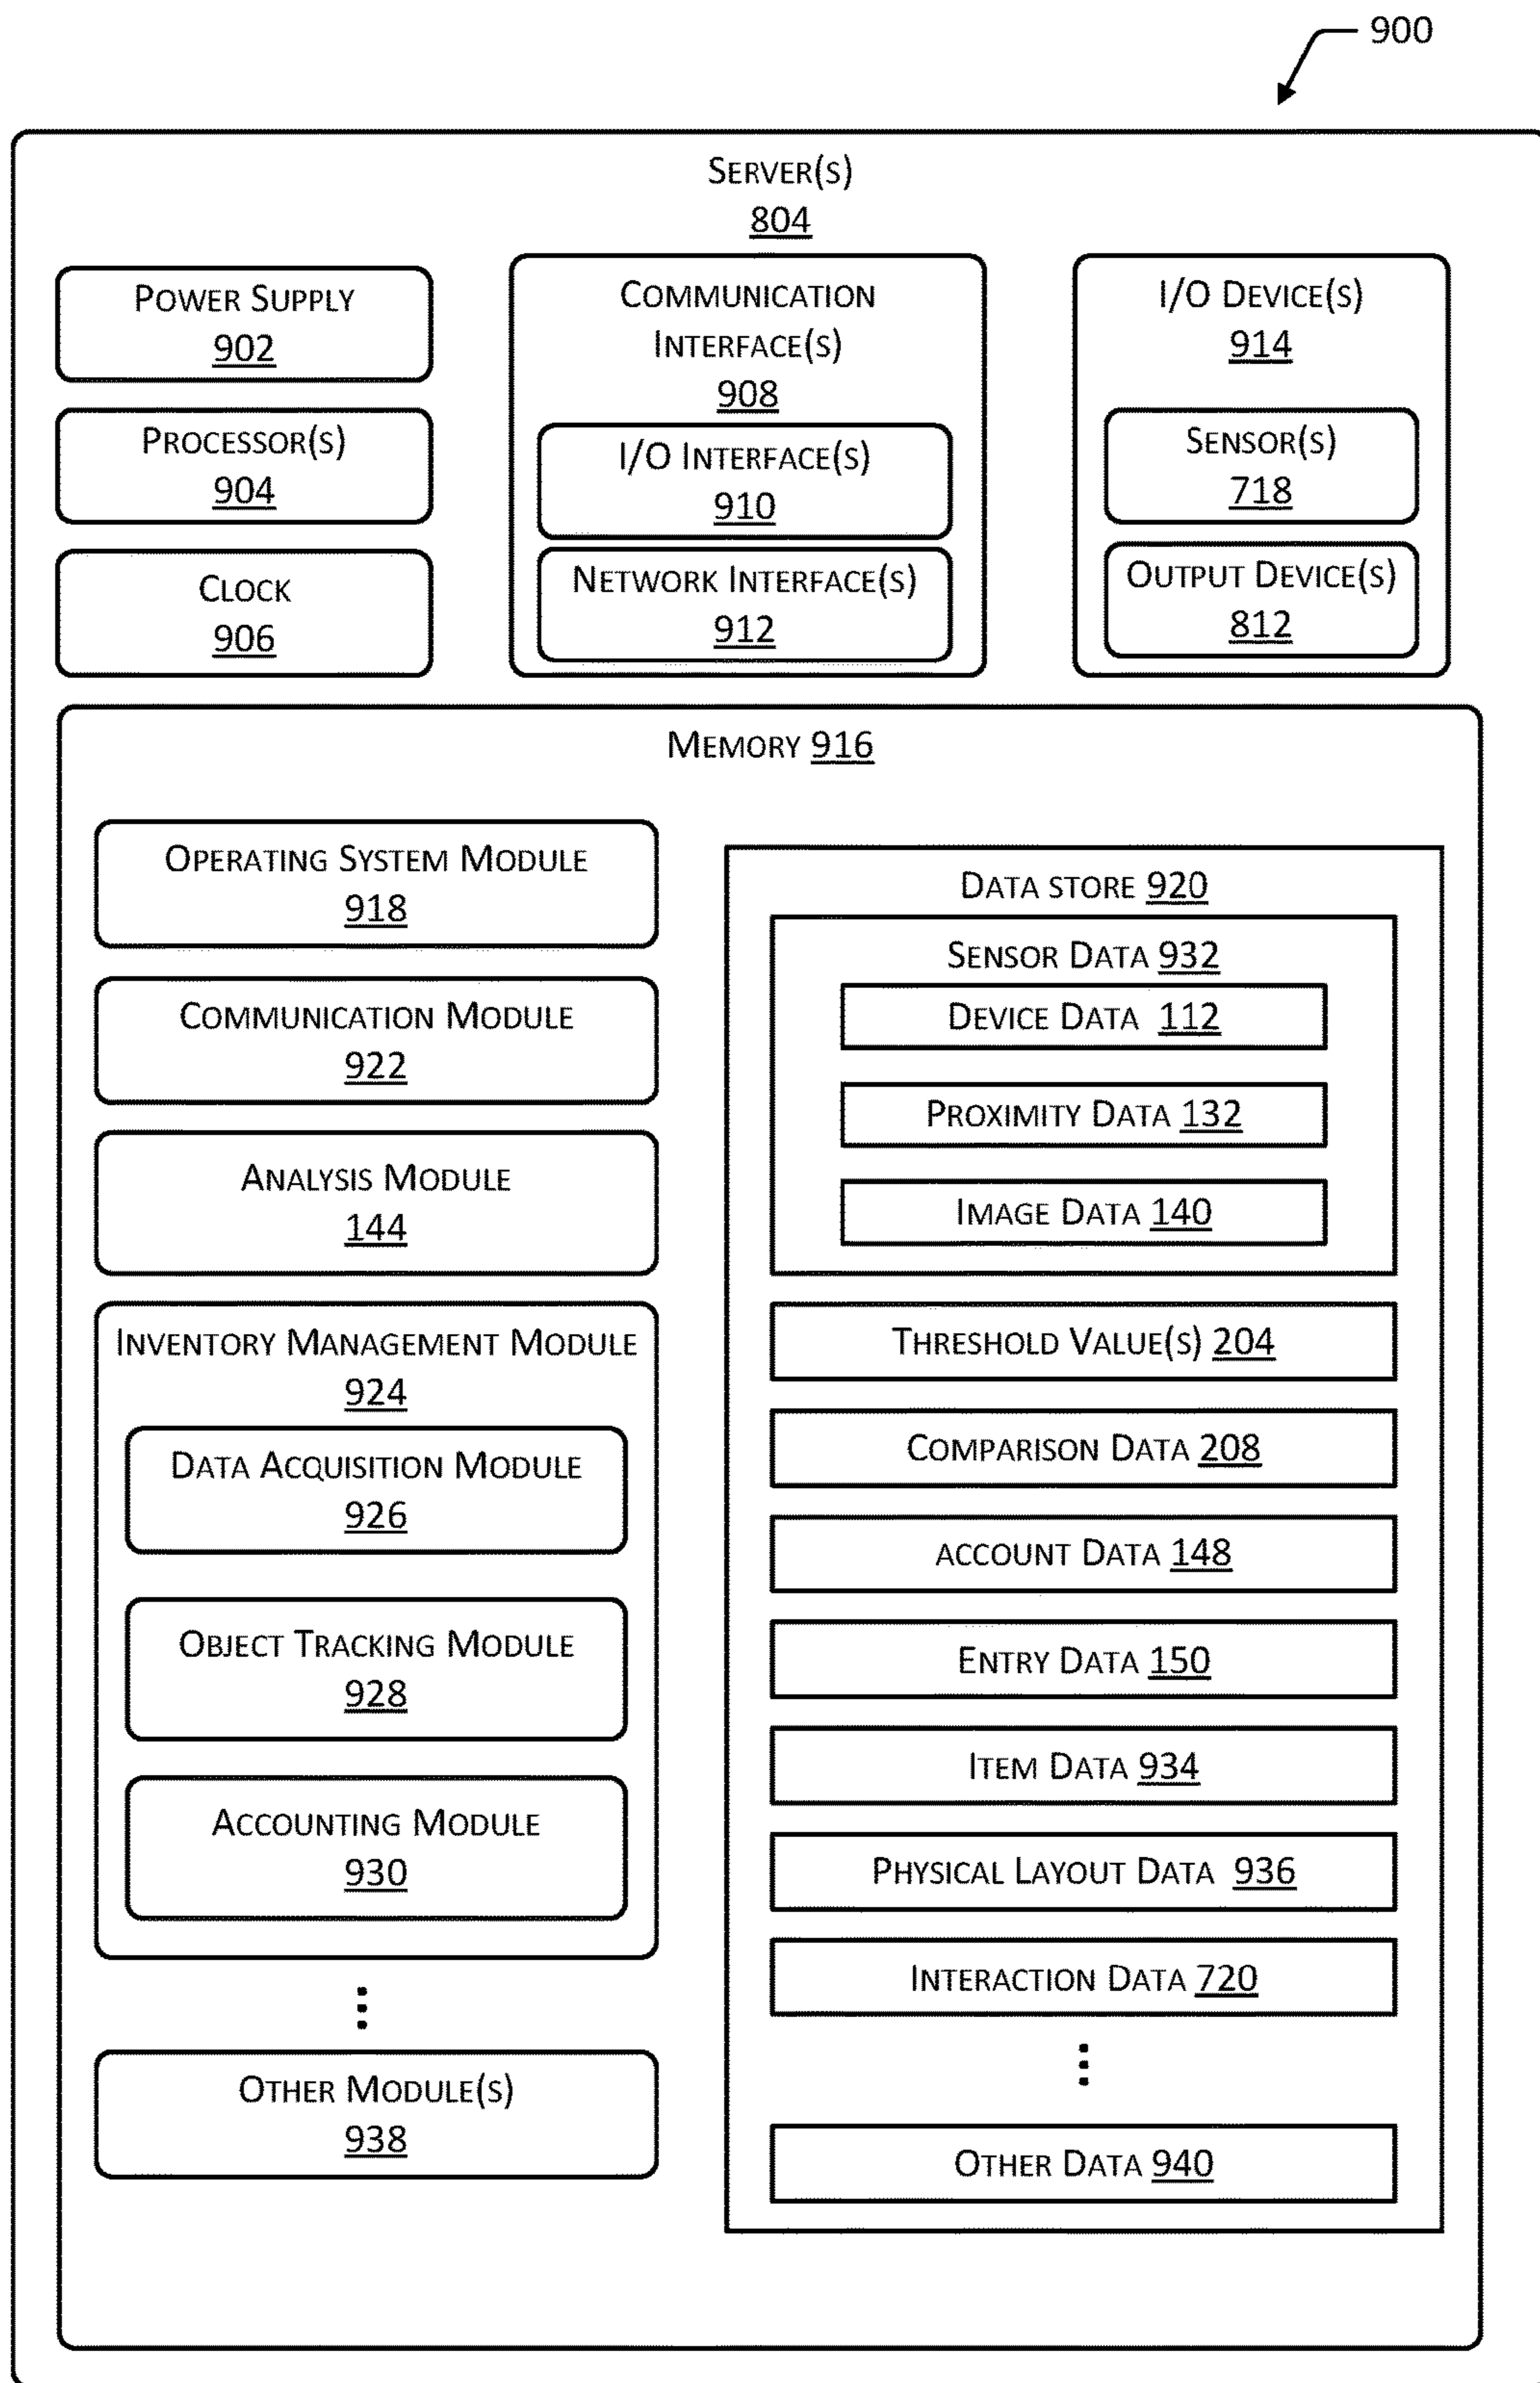 900
SERVER(S)
804
POWER SUPPLY
902
PROCESSOR(S)
904
CLOCK
906
COMMUNICATION
INTERFACE(S)
908
I/O INTERFACE(S)
910
NETWORK INTERFACE(S)
912
I/O DEVICE(S)
914
SENSOR(S)
718
OUTPUT DEVICE(S)
812
MEMORY 916
OPERATING SYSTEM MODULE
918
COMMUNICATION MODULE
922
ANALYSIS MODULE
144
INVENTORY MANAGEMENT MODULE
924
DATA ACQUISITION MODULE
926
OBJECT TRACKING MODULE
928
ACCOUNTING MODULE
930
OTHER MODULE(S)
938
DATA STORE 920
SENSOR DATA 932
DEVICE DATA 112
PROXIMITY DATA 132
IMAGE DATA 140
THRESHOLD VALUE(S) 204
COMPARISON DATA 208
ACCOUNT DATA 148
ENTRY DATA 150
ITEM DATA 934
PHYSICAL LAYOUT DATA 936
INTERACTION DATA 720
OTHER DATA 940